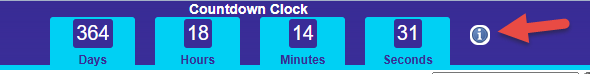 Countdown Clock
364 18 14 31 i
Days Hours Minutes Seconds